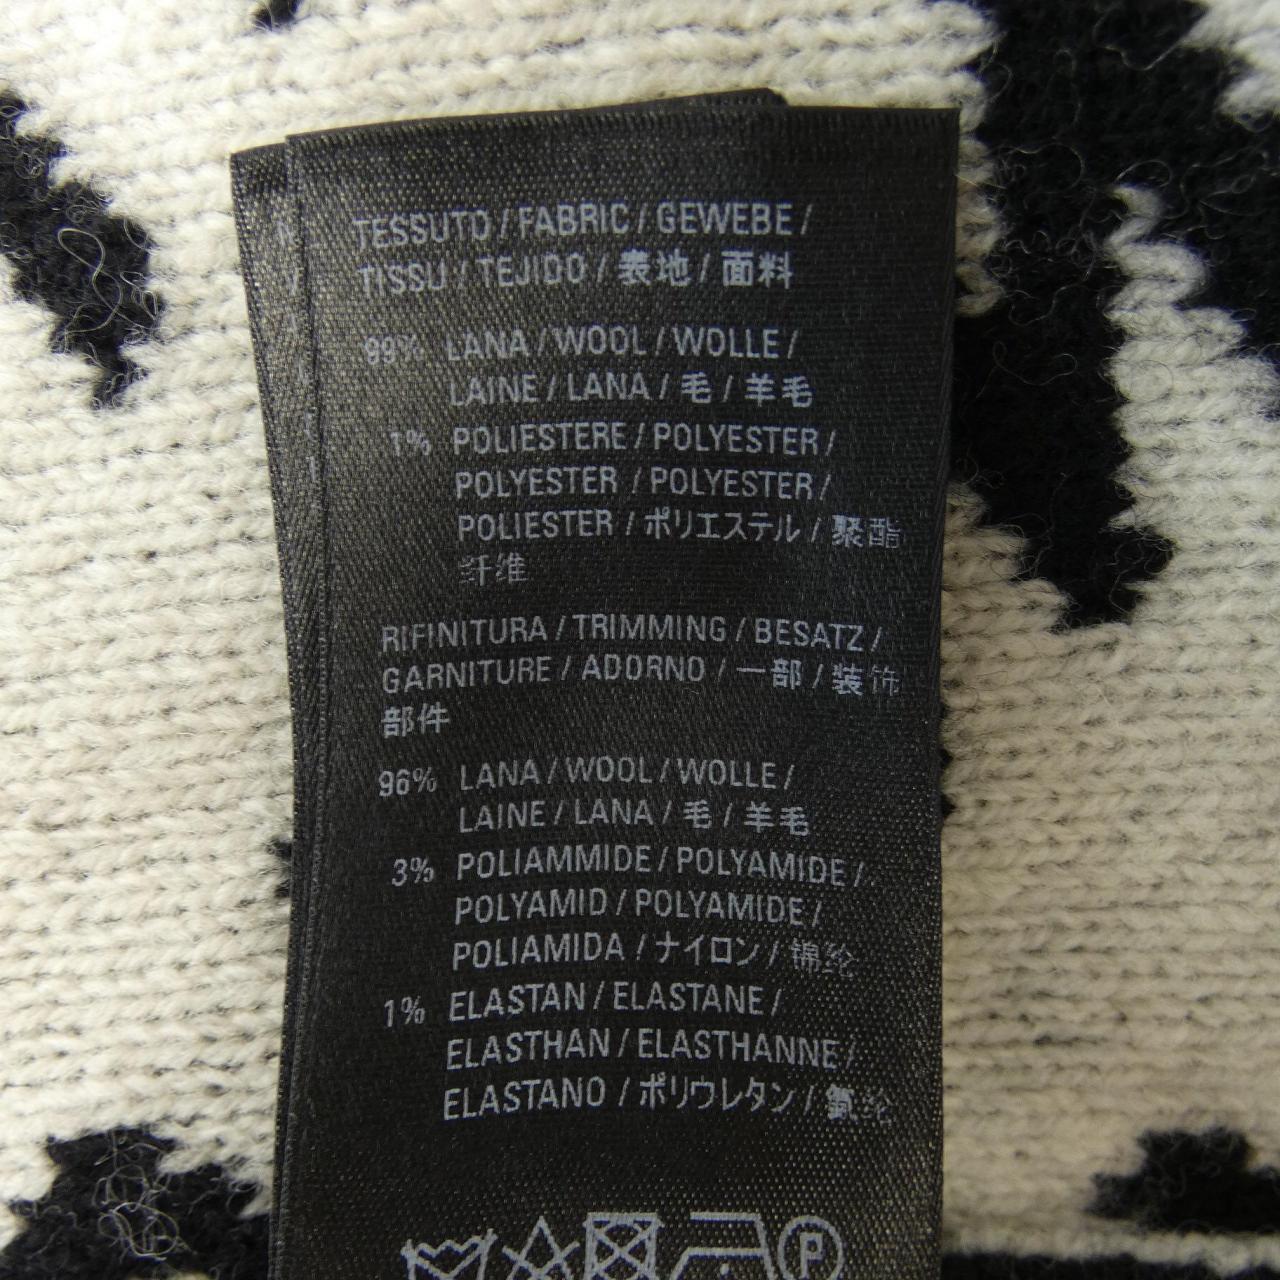 TESSUTO / FABRIC / GEWEBE /
TISSU / TEJIDO / 表地 / 面料
99% LANA / WOOL / WOLLE /
LAINE / LANA / 毛 / 羊毛
1% POLIESTERE / POLYESTER /
POLYESTER / POLYESTER /
POLIESTER / ポリエステル / 聚酯
纤维
RIFINITURA / TRIMMING / BESATZ /
GARNITURE / ADORNO / 一部 / 装饰
部件
96% LANA / WOOL / WOLLE /
LAINE / LANA / 毛 / 羊毛
3% POLIAMMIDE / POLYAMIDE /
POLYAMID / POLYAMIDE /
POLIAMIDA / ナイロン / 锦纶
1% ELASTAN / ELASTANE /
ELASTHAN / ELASTHANNE /
ELASTANO / ポリウレタン / 氨纶
P